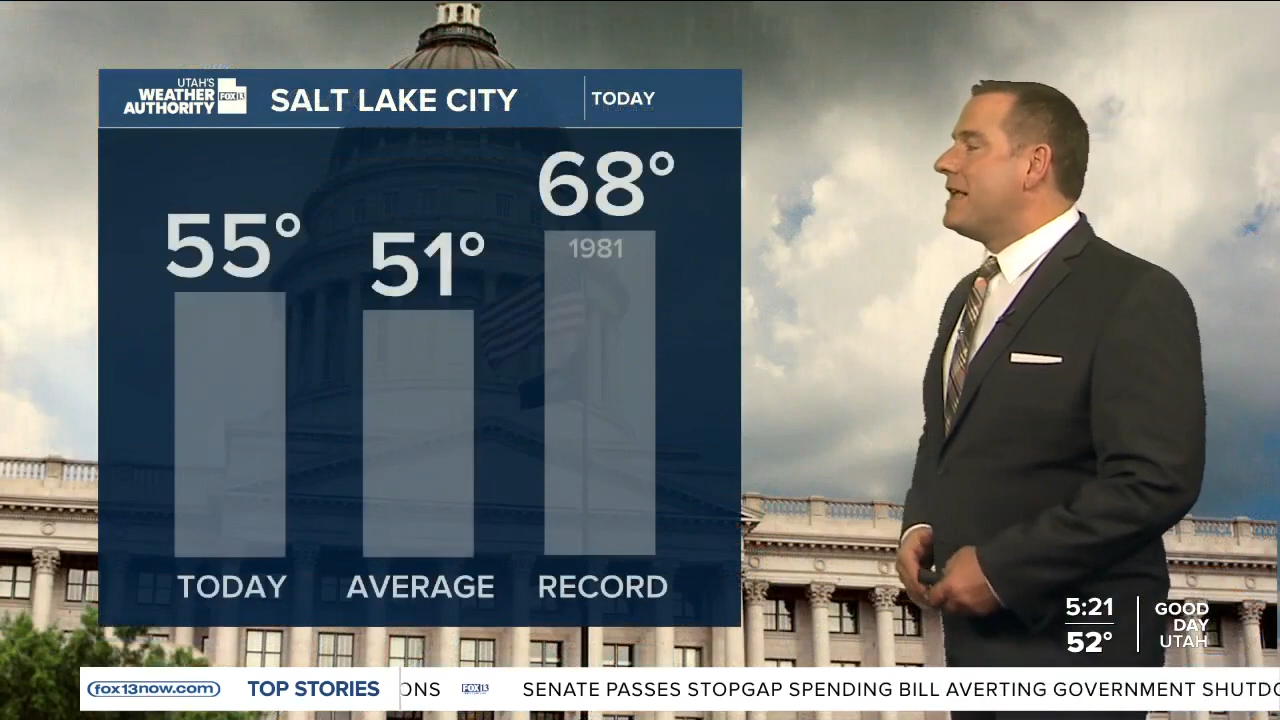 UTAH'S
WEATHER
AUTHORITY
FOX 13
SALT LAKE CITY
TODAY
55°
51°
68°
1981
TODAY
AVERAGE
RECORD
5:21
52°
GOOD
DAY
UTAH
fox13now.com
TOP STORIES
ONS
FOX 13
SENATE PASSES STOPGAP SPENDING BILL AVERTING GOVERNMENT SHUTDO